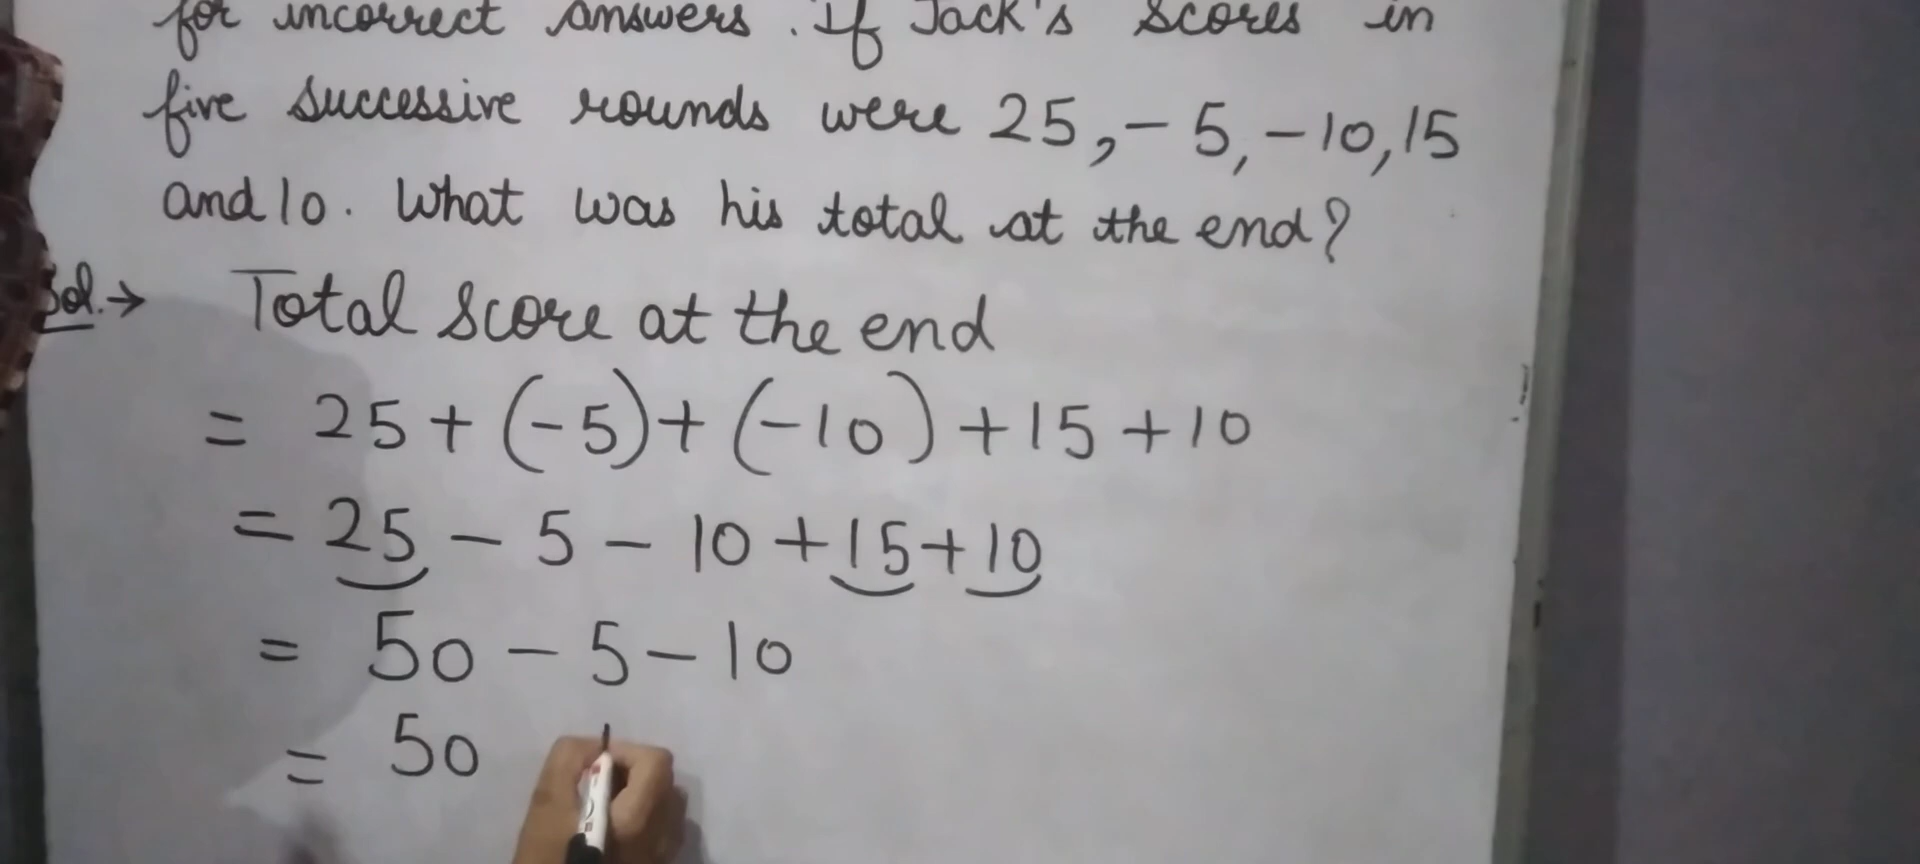 for incorrect answers. If Jack's scores in
five successive rounds were 25, -5, -10, 15
and 10. What was his total at the end?
Sol.→ Total score at the end
= 25 + (-5) + (-10) + 15 + 10
= 25 - 5 - 10 + 15 + 10
= 50 - 5 - 10
= 50